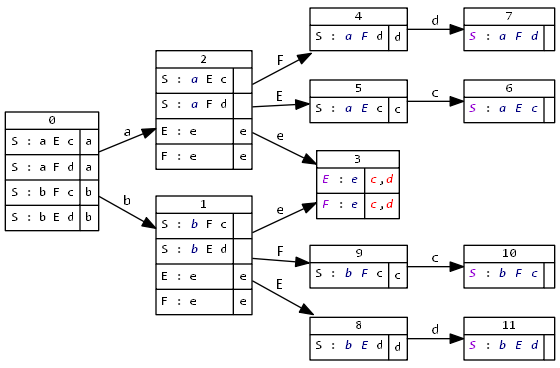 0
S : a E c a
S : a F d a
S : b F c b
S : b E d b
a
b
2
S : a E c
S : a F d
E : e e
F : e e
1
S : b F c
S : b E d
E : e e
F : e e
F
E
e
e
F
E
4
S : a F d d
5
S : a E c c
3
E : e c,d
F : e c,d
9
S : b F c c
8
S : b E d d
d
c
c
d
7
S : a F d
6
S : a E c
10
S : b F c
11
S : b E d